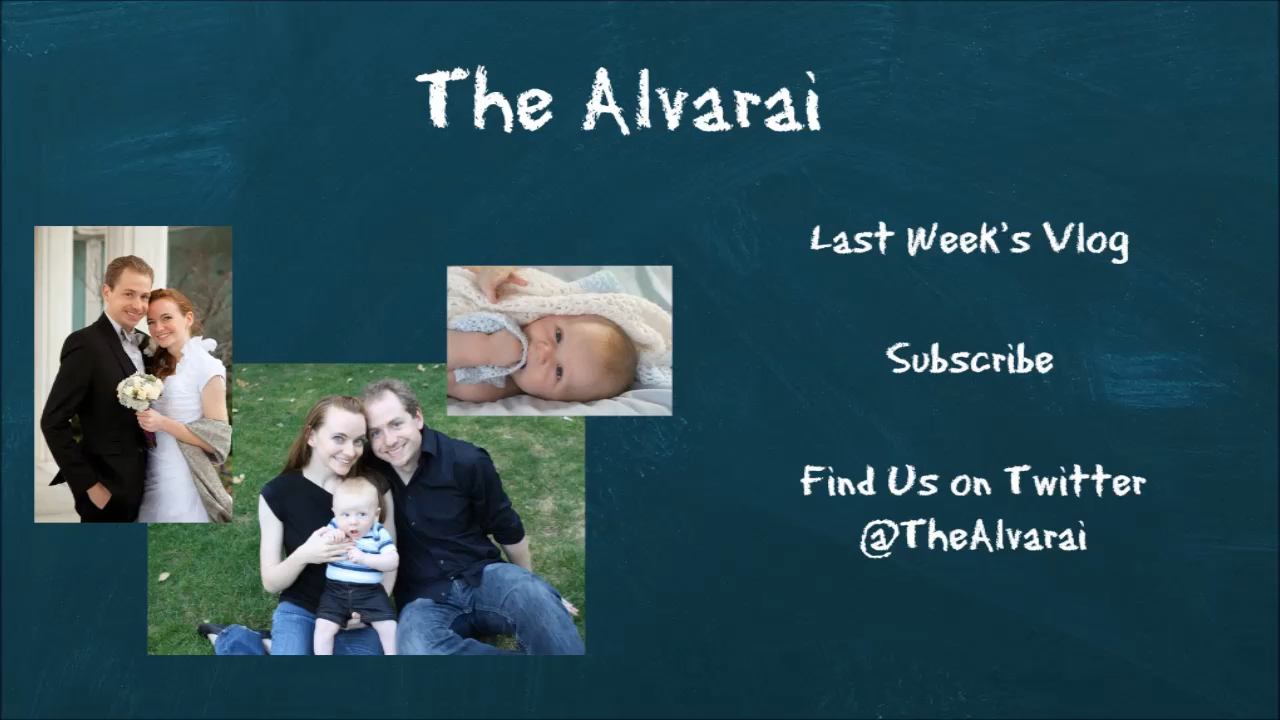 The Alvarai
Last Week's Vlog
Subscribe
Find Us on Twitter
@TheAlvarai